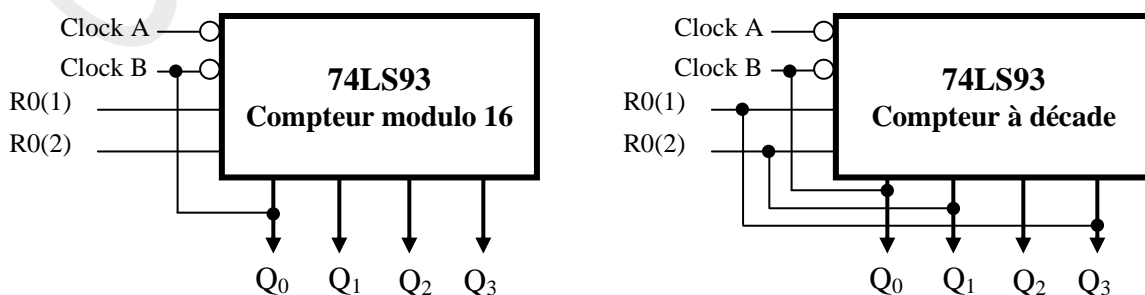 Clock A
Clock B
R0(1)
R0(2)
74LS93
Compteur modulo 16
Q0 Q1 Q2 Q3
Clock A
Clock B
R0(1)
R0(2)
74LS93
Compteur à décade
Q0 Q1 Q2 Q3